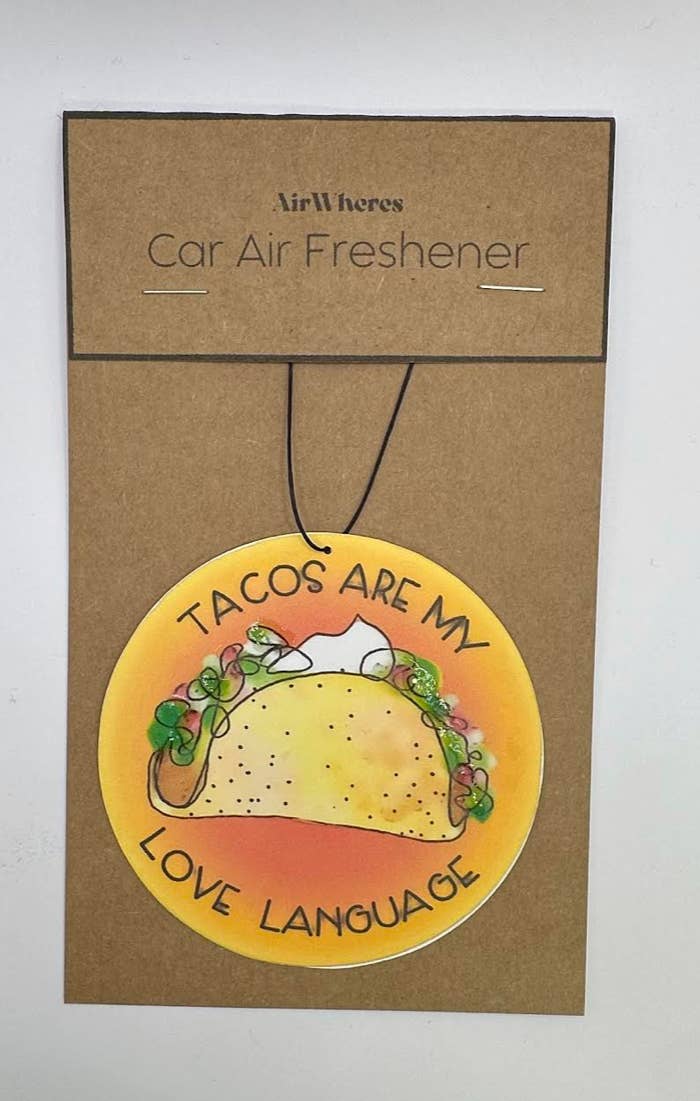 AirWheres
Car Air Freshener
TACOS ARE MY
LOVE LANGUAGE